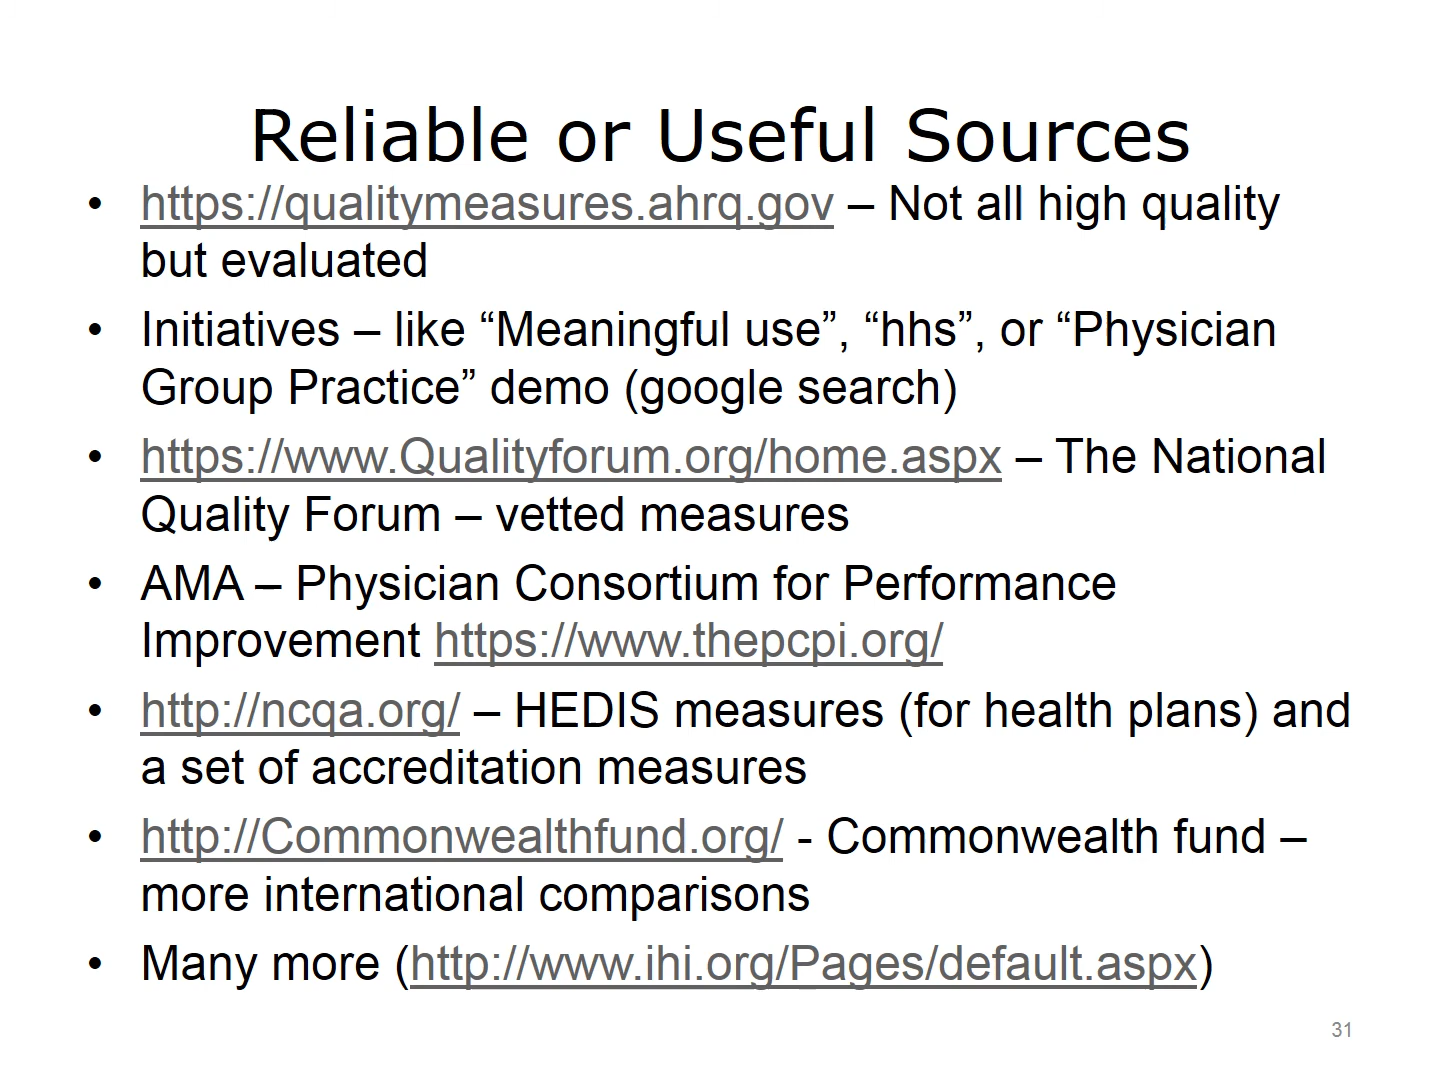 Reliable or Useful Sources
• https://qualitymeasures.ahrq.gov – Not all high quality
but evaluated
• Initiatives – like “Meaningful use”, “hhs”, or “Physician
Group Practice” demo (google search)
• https://www.Qualityforum.org/home.aspx – The National
Quality Forum – vetted measures
• AMA – Physician Consortium for Performance
Improvement https://www.thepcpi.org/
• http://ncqa.org/ – HEDIS measures (for health plans) and
a set of accreditation measures
• http://Commonwealthfund.org/ - Commonwealth fund –
more international comparisons
• Many more (http://www.ihi.org/Pages/default.aspx)
31